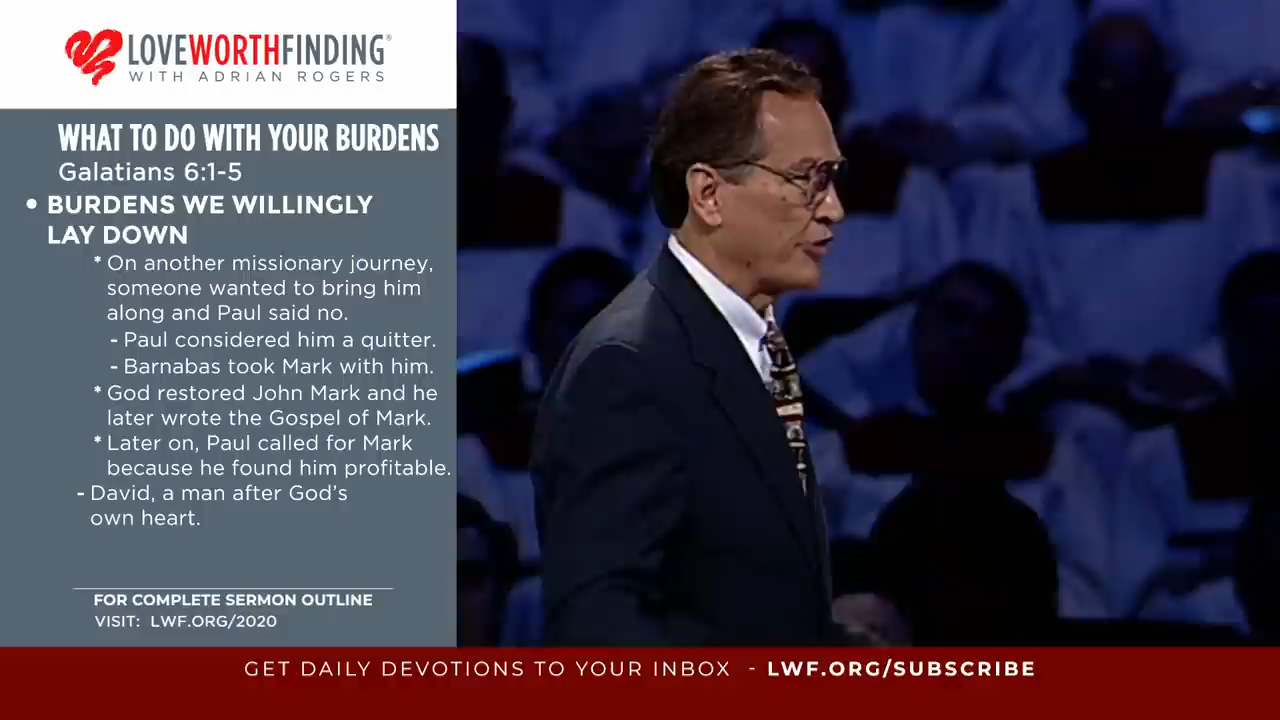 LOVEWORTHFINDING®
WITH ADRIAN ROGERS
WHAT TO DO WITH YOUR BURDENS
Galatians 6:1-5
• BURDENS WE WILLINGLY
LAY DOWN
* On another missionary journey,
someone wanted to bring him
along and Paul said no.
- Paul considered him a quitter.
- Barnabas took Mark with him.
* God restored John Mark and he
later wrote the Gospel of Mark.
* Later on, Paul called for Mark
because he found him profitable.
- David, a man after God's
own heart.
FOR COMPLETE SERMON OUTLINE
VISIT: LWF.ORG/2020
GET DAILY DEVOTIONS TO YOUR INBOX - LWF.ORG/SUBSCRIBE